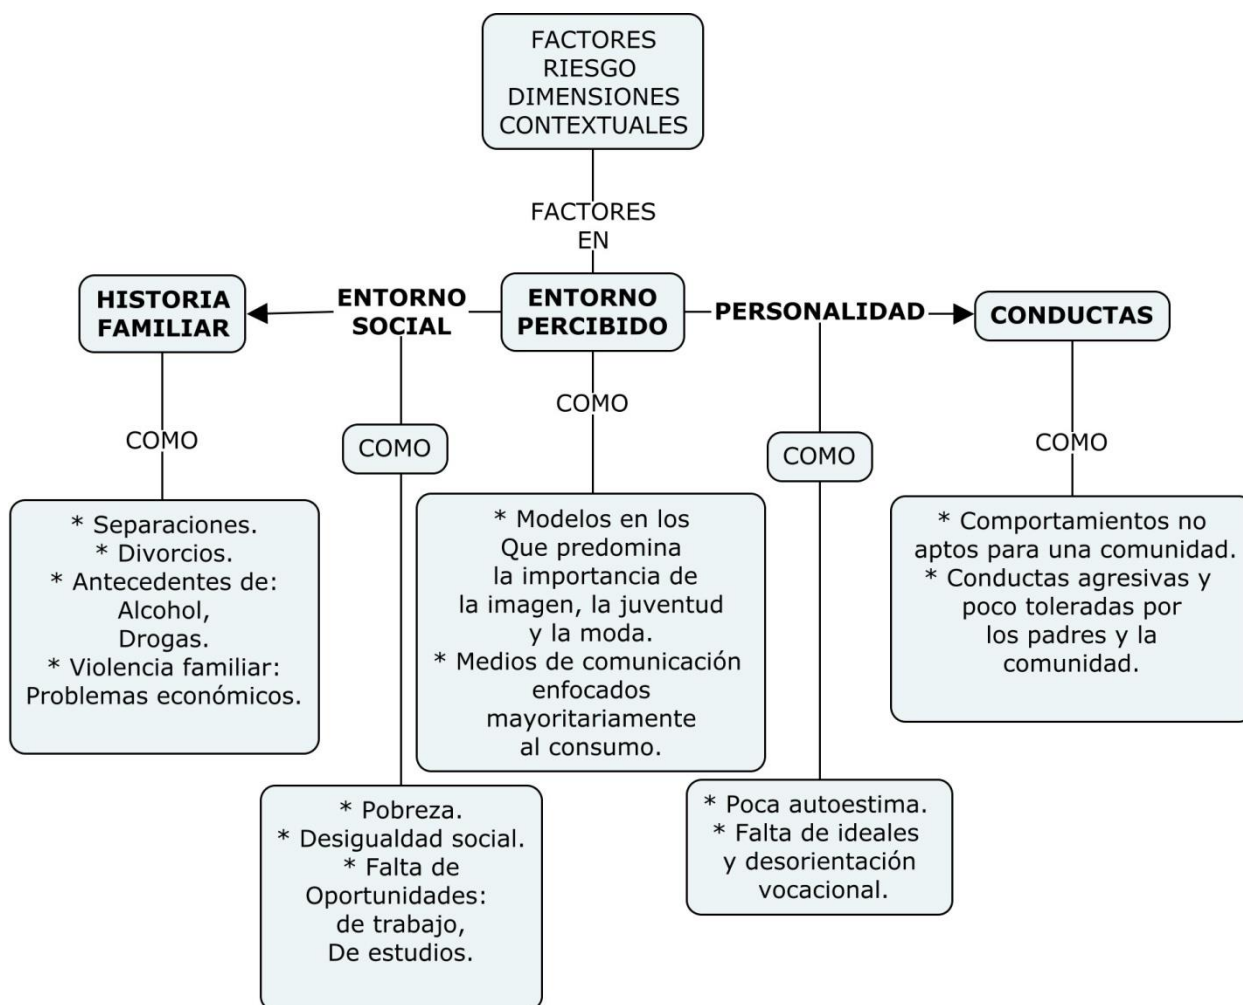 FACTORES
RIESGO
DIMENSIONES
CONTEXTUALES
FACTORES
EN
HISTORIA
FAMILIAR
ENTORNO
SOCIAL
ENTORNO
PERCIBIDO
PERSONALIDAD
CONDUCTAS
COMO
COMO
COMO
COMO
COMO
* Separaciones.
* Divorcios.
* Antecedentes de:
Alcohol,
Drogas.
* Violencia familiar:
Problemas económicos.
* Pobreza.
* Desigualdad social.
* Falta de
Oportunidades:
de trabajo,
De estudios.
* Modelos en los
Que predomina
la importancia de
la imagen, la juventud
y la moda.
* Medios de comunicación
enfocados
mayoritariamente
al consumo.
* Poca autoestima.
* Falta de ideales
y desorientación
vocacional.
* Comportamientos no
aptos para una comunidad.
* Conductas agresivas y
poco toleradas por
los padres y la
comunidad.